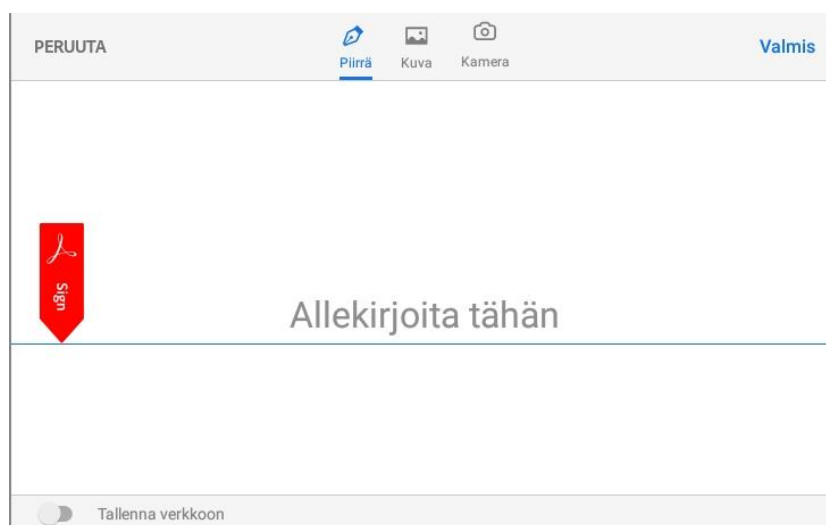 PERUUTA
Piirrä
Kuva
Kamera
Valmis
Sign
Allekirjoita tähän
Tallenna verkkoon